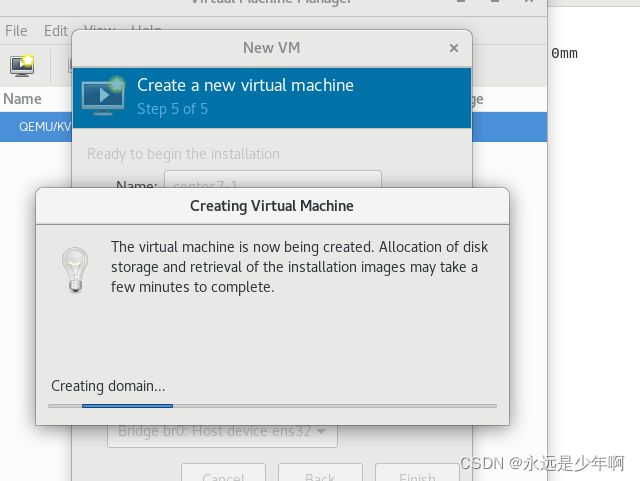 Virtual Machine Manager
File Edit View Help
0mm
New VM
Create a new virtual machine
Step 5 of 5
Name
ge
QEMU/KV
Ready to begin the installation
Name: centos7-1
Creating Virtual Machine
The virtual machine is now being created. Allocation of disk
storage and retrieval of the installation images may take a
few minutes to complete.
Creating domain...
Bridge br0: Host device ens32
Cancel Back Finish
CSDN @永远是少年啊